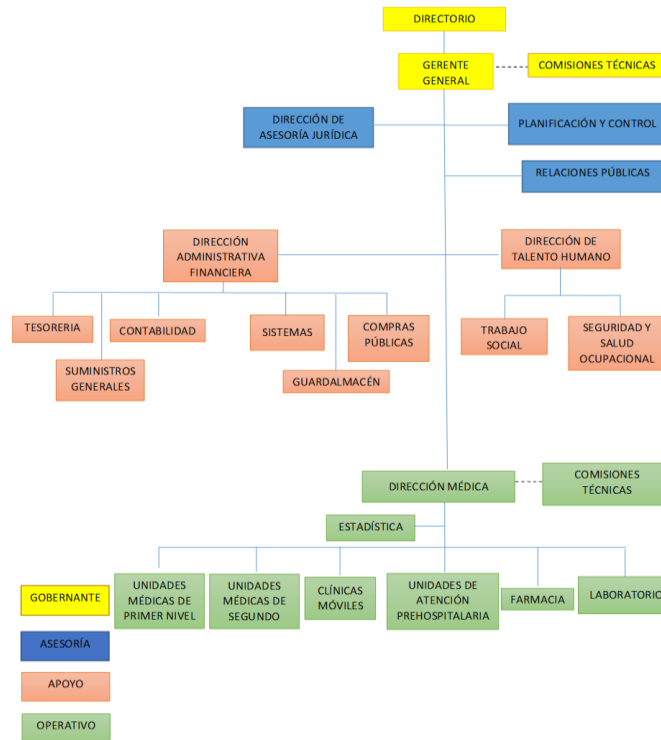 DIRECTORIO
GERENTE
GENERAL
COMISIONES TÉCNICAS
DIRECCIÓN DE
ASESORÍA JURÍDICA
PLANIFICACIÓN Y CONTROL
RELACIONES PÚBLICAS
DIRECCIÓN
ADMINISTRATIVA
FINANCIERA
DIRECCIÓN DE
TALENTO HUMANO
TESORERIA
CONTABILIDAD
SISTEMAS
COMPRAS
PÚBLICAS
TRABAJO
SOCIAL
SEGURIDAD Y
SALUD
OCUPACIONAL
SUMINISTROS
GENERALES
GUARDALMACÉN
DIRECCIÓN MÉDICA
COMISIONES
TÉCNICAS
ESTADÍSTICA
UNIDADES
MÉDICAS DE
PRIMER NIVEL
UNIDADES
MÉDICAS DE
SEGUNDO
CLÍNICAS
MÓVILES
UNIDADES DE
ATENCIÓN
PREHOSPITALARIA
FARMACIA
LABORATORIO
GOBERNANTE
ASESORÍA
APOYO
OPERATIVO